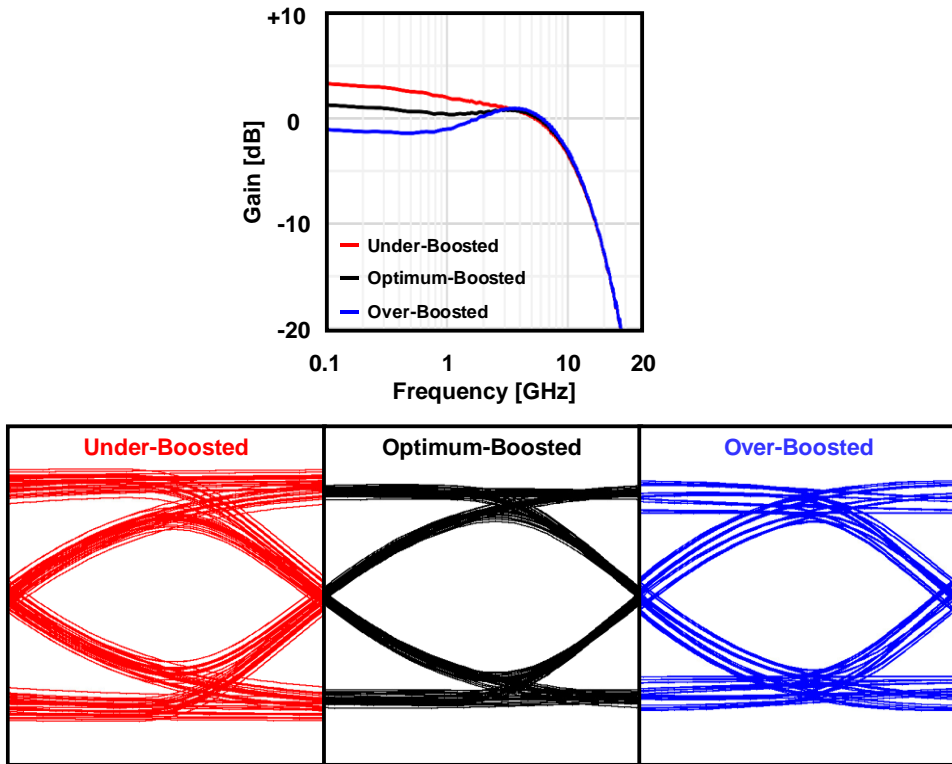 +10
0
-10
-20
Gain [dB]
Under-Boosted
Optimum-Boosted
Over-Boosted
0.1 1 10 20
Frequency [GHz]
Under-Boosted Optimum-Boosted Over-Boosted